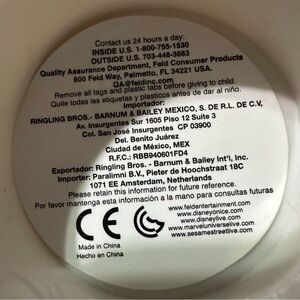 Contact us 24 hours a day:
INSIDE U.S. 1-800-755-1530
OUTSIDE U.S. 703-448-3683
Quality Assurance Department, Feld Consumer Products
800 Feld Way, Palmetto, FL 34221 USA.
QA@feldinc.com
Remove all tags and plastic tabs before giving to child.
Quite todas las etiquetas y plasticos antes de dar al niño.
Importador:
RINGLING BROS. - BARNUM & BAILEY MEXICO, S. DE R.L. DE C.V,
Av. Insurgentes Sur 1605 Piso 12 Suite 3
Col. San José Insurgentes CP 03900
Del. Benito Juárez
Ciudad de México, MEX
R.F.C.: RBB940601FD4
Exportador: Ringling Bros. - Barnum & Bailey Int'l, Inc.
Importer: Paralimni B.V., Pieter de Hoochstraat 18C
1071 EE Amsterdam, Netherlands
Please retain this information for future reference.
Por favor mantenga esta información a la mano para consultas futuras
CE
www.feldentertainment.com
www.disneyonice.com
www.disneylive.com
www.marveluniverselive.com
www.sesamestreetlive.com
Made in China
Hecho en China